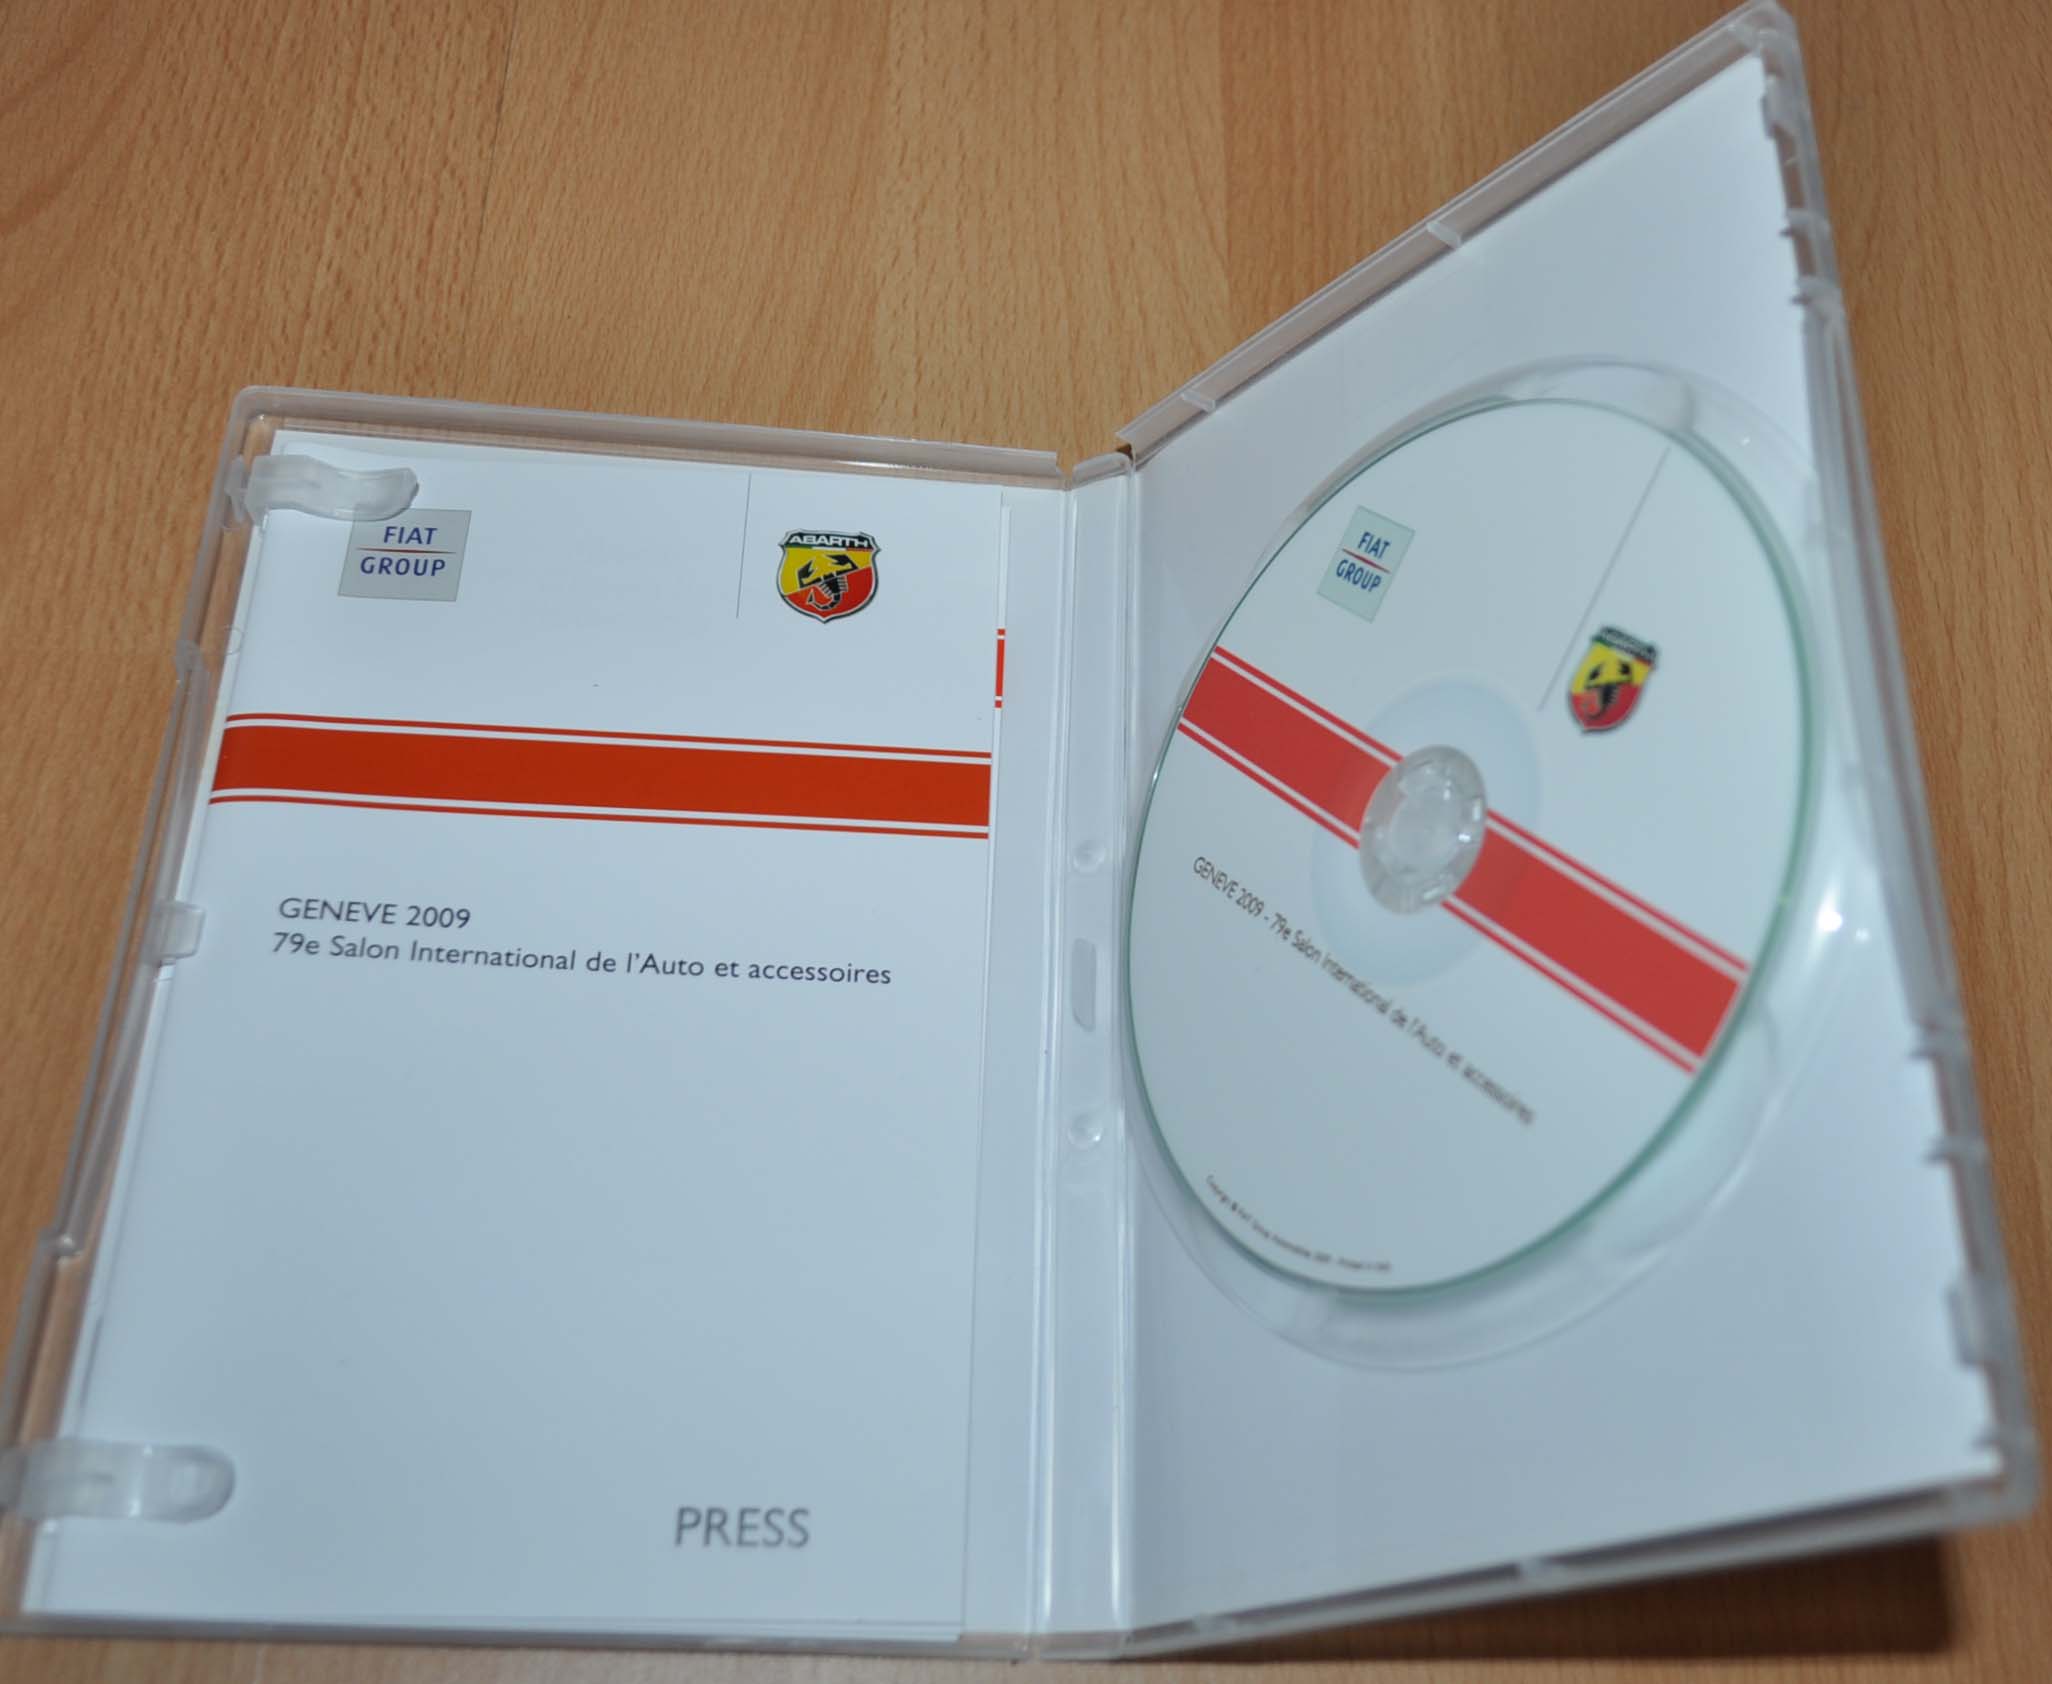 FIAT
GROUP
ABARTH
GENEVE 2009
79e Salon International de l'Auto et accessoires
PRESS
FIAT
GROUP
GENEVE 2009 - 79e Salon International de l'Auto et accessoires